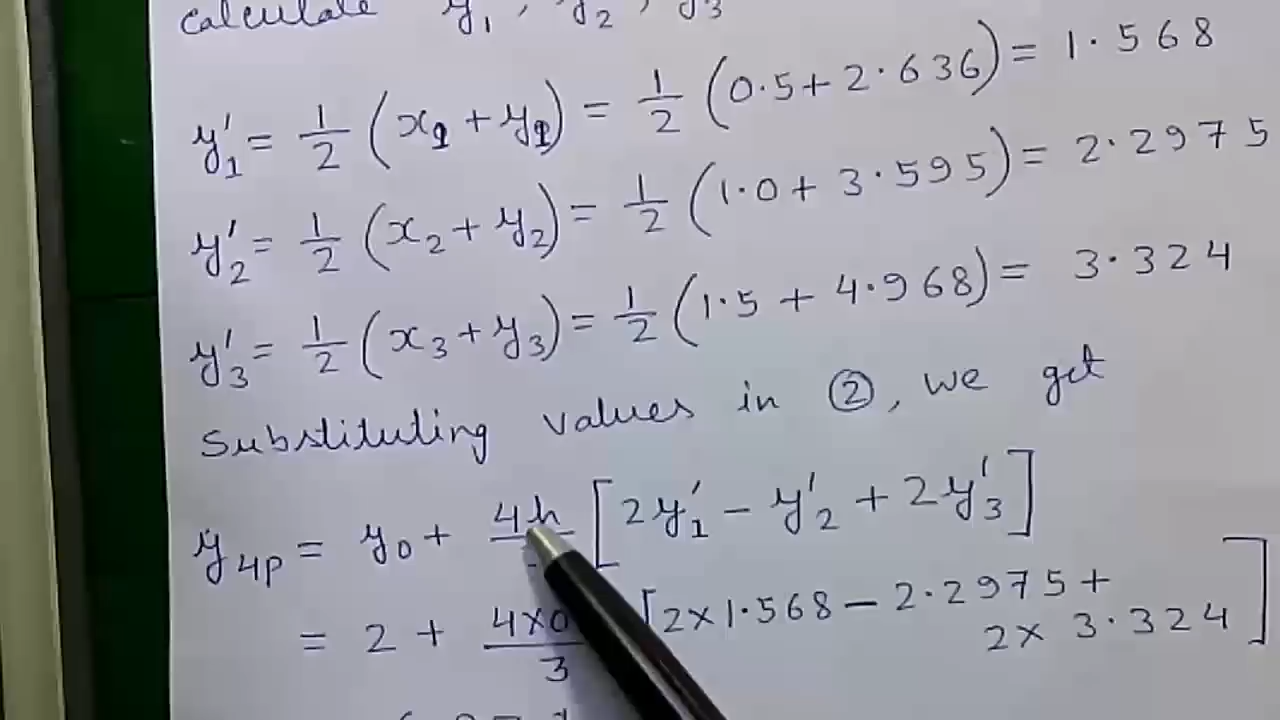 calculate y₁', y₂', y₃'
y₁' = 1/2 (x₁ + y₁) = 1/2 (0.5 + 2.636) = 1.568
y₂' = 1/2 (x₂ + y₂) = 1/2 (1.0 + 3.595) = 2.2975
y₃' = 1/2 (x₃ + y₃) = 1/2 (1.5 + 4.968) = 3.324
Substituting values in ②, we get
y₄p = y₀ + 4h [2y₁' - y₂' + 2y₃']
= 2 + 4×0 / 3 [2×1.568 - 2.2975 +
2× 3.324]